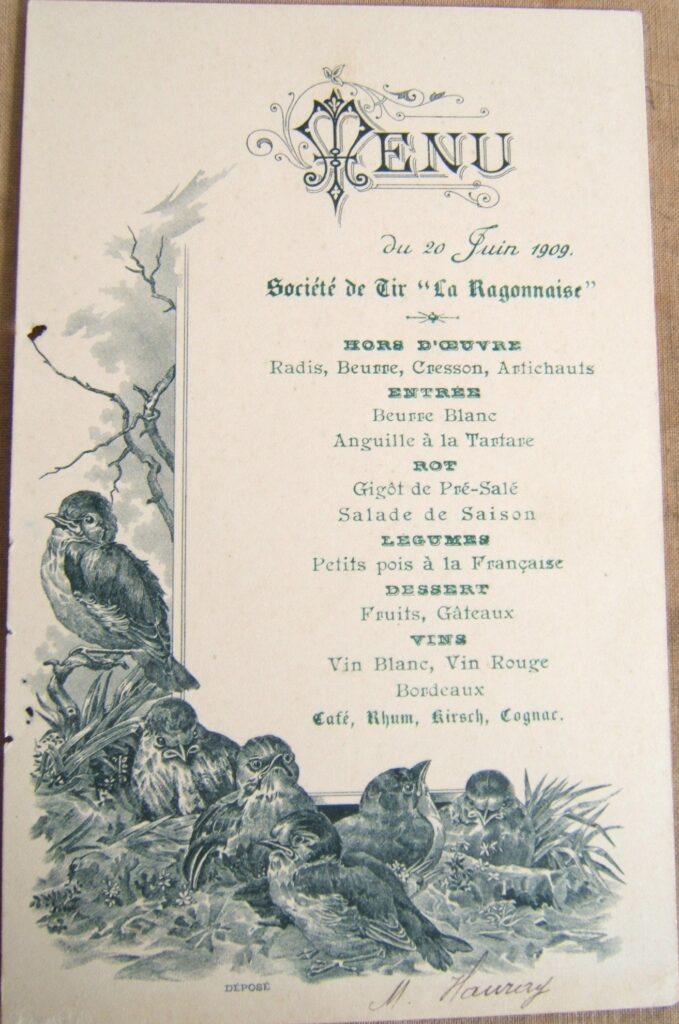 MENU
du 20 Juin 1909.
Société de Tir "La Ragonnaise"
HORS D'ŒUVRE
Radis, Beurre, Cresson, Artichauts
ENTRÉE
Beurre Blanc
Anguille à la Tartare
ROT
Gigôt de Pré-Salé
Salade de Saison
LÉGUMES
Petits pois à la Française
DESSERT
Fruits, Gâteaux
VINS
Vin Blanc, Vin Rouge
Bordeaux
Café, Rhum, Kirsch, Cognac.
DÉPOSÉ
M.